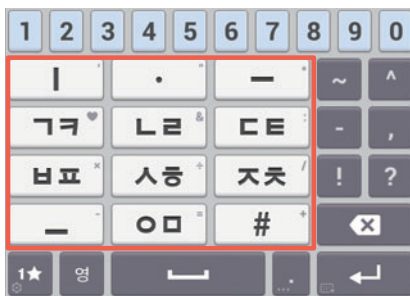 1 2 3 4 5 6 7 8 9 0
ㅣ ' · " ㅡ • ~ ^
ㄱㅋ ♥ ㄴㄹ & ㄷㅌ : - ,
ㅂㅍ × ㅅㅎ ÷ ㅈㅊ / ! ?
_ - ㅇㅁ = # +
1★ 영 . ...